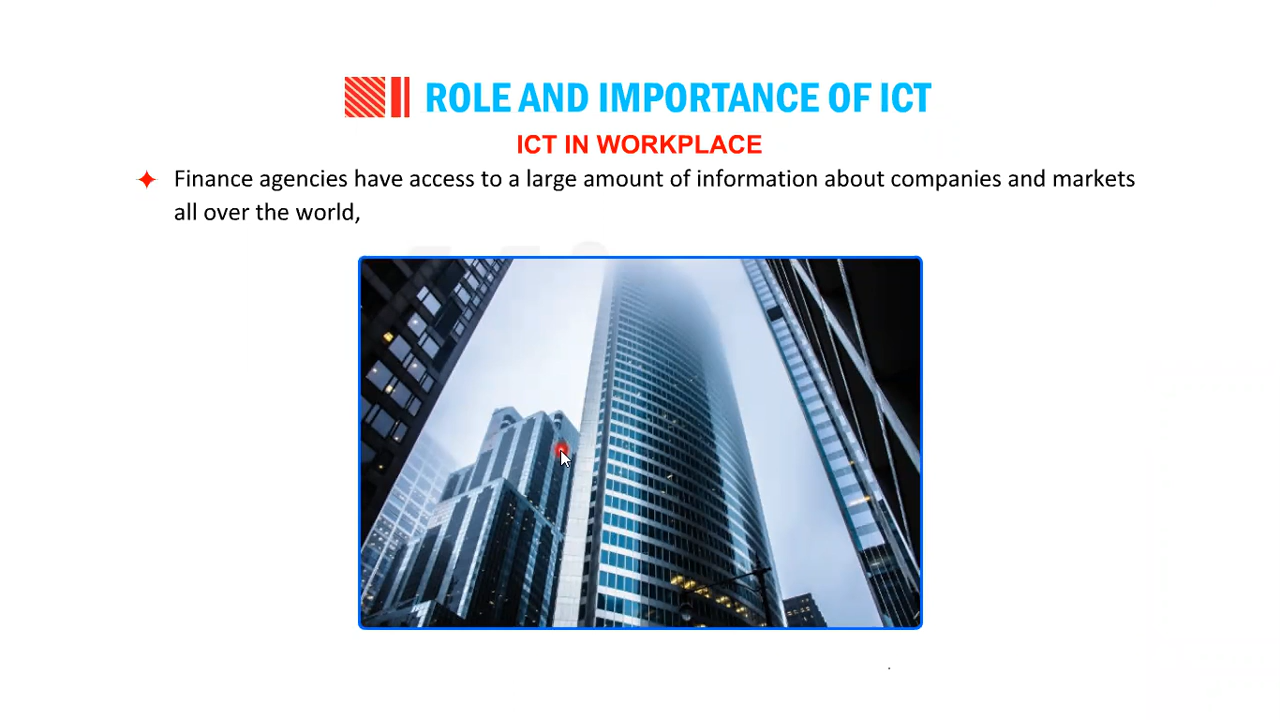 ROLE AND IMPORTANCE OF ICT
ICT IN WORKPLACE
Finance agencies have access to a large amount of information about companies and markets
all over the world,